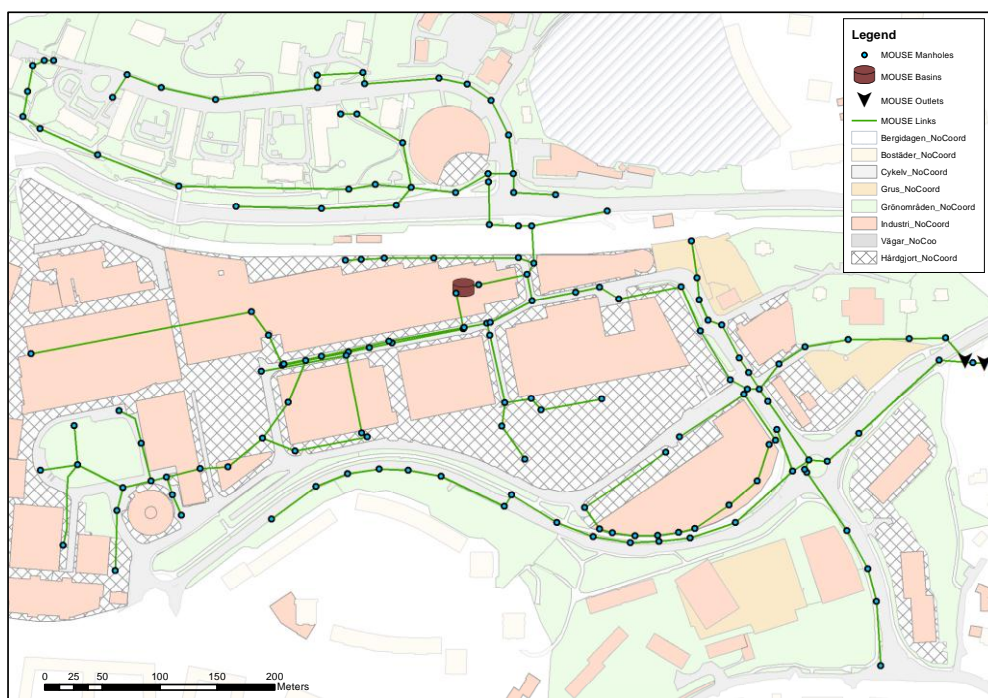 Legend
MOUSE Manholes
MOUSE Basins
MOUSE Outlets
MOUSE Links
Bergidagen_NoCoord
Bostäder_NoCoord
Cykelv_NoCoord
Grus_NoCoord
Grönområden_NoCoord
Industri_NoCoord
Vägar_NoCoo
Hårdgjort_NoCoord
0 25 50 100 150 200
Meters